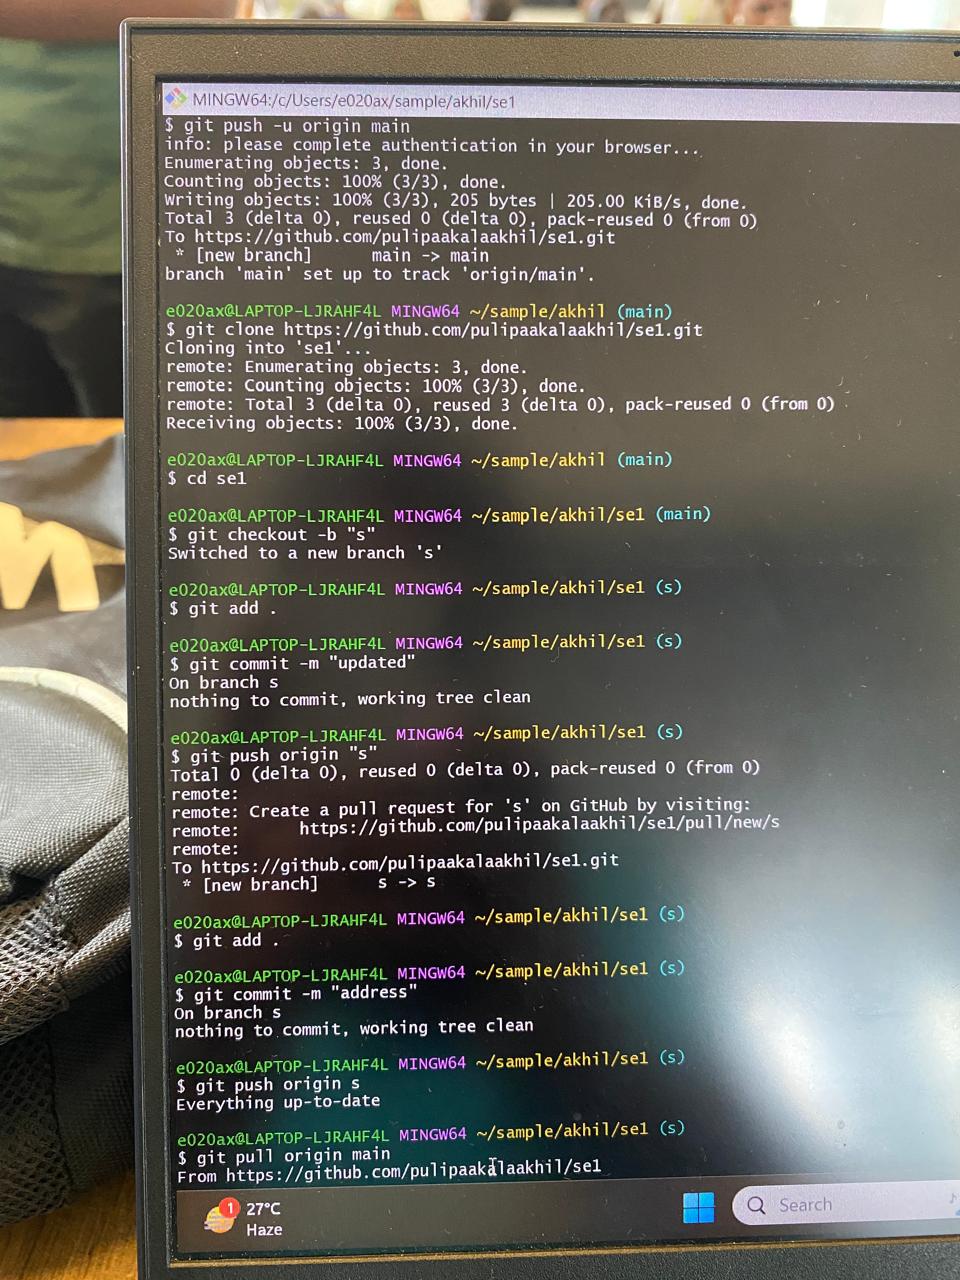 MINGW64:/c/Users/e020ax/sample/akhil/se1
$ git push -u origin main
info: please complete authentication in your browser...
Enumerating objects: 3, done.
Counting objects: 100% (3/3), done.
Writing objects: 100% (3/3), 205 bytes | 205.00 KiB/s, done.
Total 3 (delta 0), reused 0 (delta 0), pack-reused 0 (from 0)
To https://github.com/pulipaakalaakhil/se1.git
 * [new branch]      main -> main
branch 'main' set up to track 'origin/main'.

e020ax@LAPTOP-LJRAHF4L MINGW64 ~/sample/akhil (main)
$ git clone https://github.com/pulipaakalaakhil/se1.git
Cloning into 'se1'...
remote: Enumerating objects: 3, done.
remote: Counting objects: 100% (3/3), done.
remote: Total 3 (delta 0), reused 3 (delta 0), pack-reused 0 (from 0)
Receiving objects: 100% (3/3), done.

e020ax@LAPTOP-LJRAHF4L MINGW64 ~/sample/akhil (main)
$ cd se1

e020ax@LAPTOP-LJRAHF4L MINGW64 ~/sample/akhil/se1 (main)
$ git checkout -b "s"
Switched to a new branch 's'

e020ax@LAPTOP-LJRAHF4L MINGW64 ~/sample/akhil/se1 (s)
$ git add .

e020ax@LAPTOP-LJRAHF4L MINGW64 ~/sample/akhil/se1 (s)
$ git commit -m "updated"
On branch s
nothing to commit, working tree clean

e020ax@LAPTOP-LJRAHF4L MINGW64 ~/sample/akhil/se1 (s)
$ git push origin "s"
Total 0 (delta 0), reused 0 (delta 0), pack-reused 0 (from 0)
remote:
remote: Create a pull request for 's' on GitHub by visiting:
remote:      https://github.com/pulipaakalaakhil/se1/pull/new/s
remote:
To https://github.com/pulipaakalaakhil/se1.git
 * [new branch]      s -> s

e020ax@LAPTOP-LJRAHF4L MINGW64 ~/sample/akhil/se1 (s)
$ git add .

e020ax@LAPTOP-LJRAHF4L MINGW64 ~/sample/akhil/se1 (s)
$ git commit -m "address"
On branch s
nothing to commit, working tree clean

e020ax@LAPTOP-LJRAHF4L MINGW64 ~/sample/akhil/se1 (s)
$ git push origin s
Everything up-to-date

e020ax@LAPTOP-LJRAHF4L MINGW64 ~/sample/akhil/se1 (s)
$ git pull origin main
From https://github.com/pulipaakalaakhil/se1
1
27°C
Haze
Search